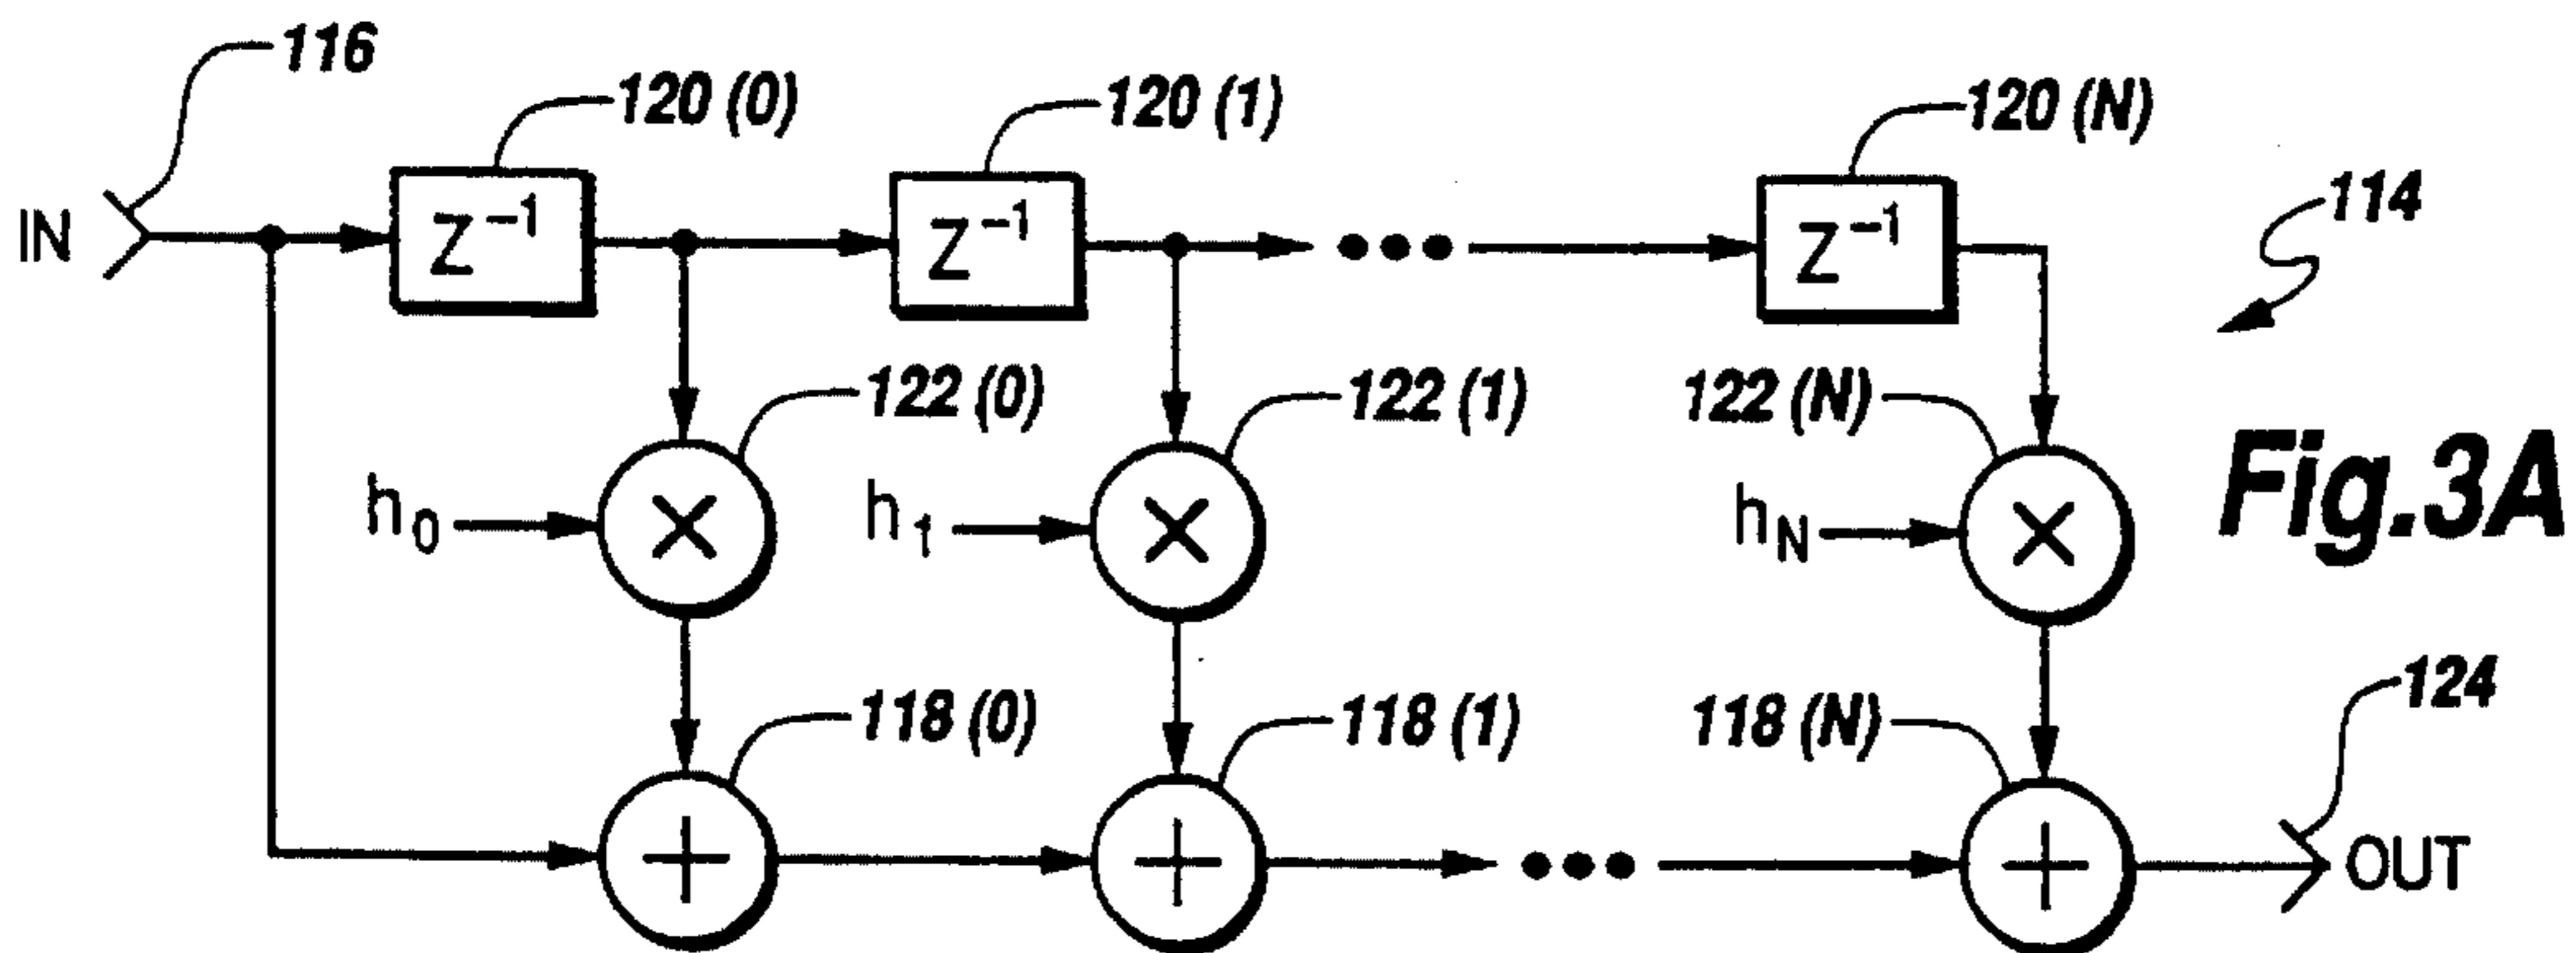 116
120 (0)
120 (1)
120 (N)
114
IN
Z⁻¹
Z⁻¹
Z⁻¹
122 (0)
122 (1)
122 (N)
h₀
h₁
h_N
Fig.3A
118 (0)
118 (1)
118 (N)
124
OUT